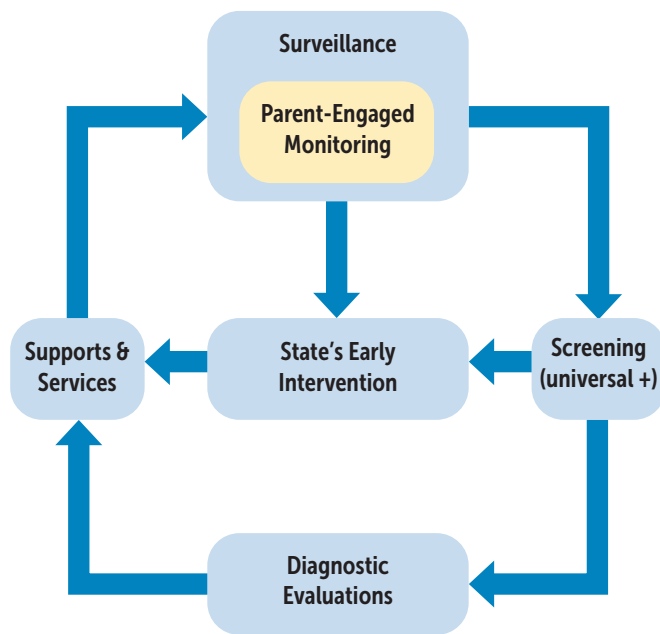 Surveillance
Parent-Engaged
Monitoring
Supports &
Services
State’s Early
Intervention
Screening
(universal +)
Diagnostic
Evaluations